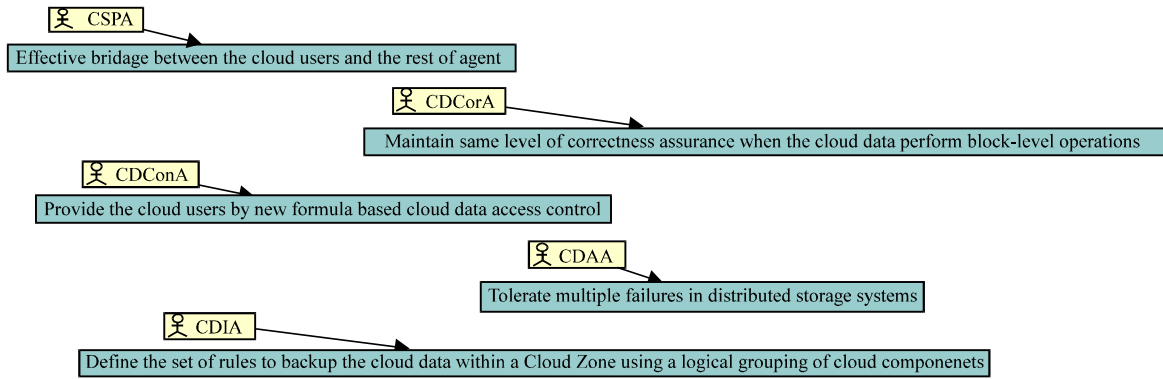 CSPA
Effective bridage between the cloud users and the rest of agent
CDCorA
Maintain same level of correctness assurance when the cloud data perform block-level operations
CDConA
Provide the cloud users by new formula based cloud data access control
CDAA
Tolerate multiple failures in distributed storage systems
CDIA
Define the set of rules to backup the cloud data within a Cloud Zone using a logical grouping of cloud componenets